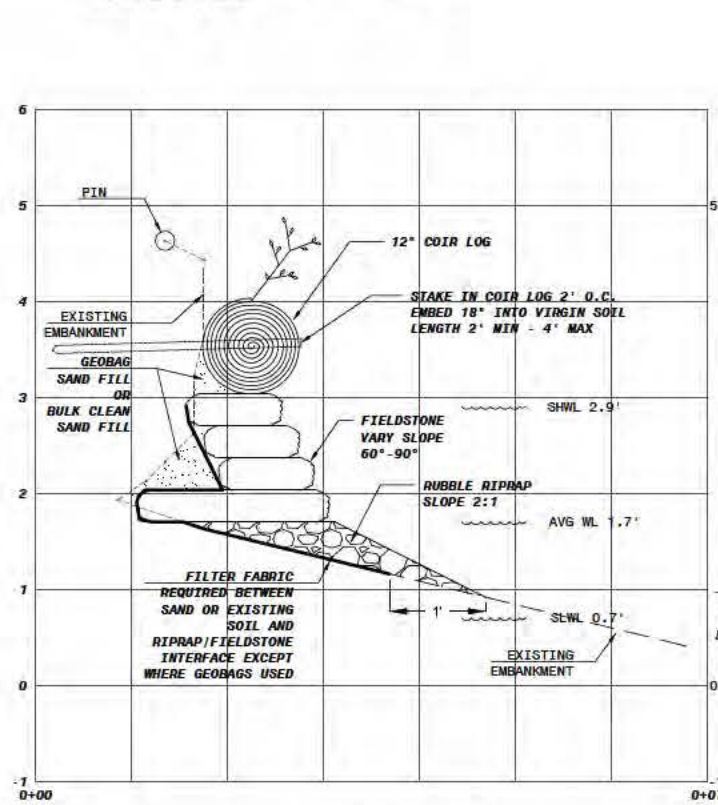 6
5
5
PIN
12" COIR LOG
4
STAKE IN COIR LOG 2' O.C.
EMBED 18" INTO VIRGIN SOIL
LENGTH 2' MIN - 4' MAX
EXISTING
EMBANKMENT
GEOBAG
SAND FILL
OR
BULK CLEAN
SAND FILL
3
SHWL 2.9'
FIELDSTONE
VARY SLOPE
60°-90°
2
RUBBLE RIPRAP
SLOPE 2:1
AVG WL 1.7'
1
FILTER FABRIC
REQUIRED BETWEEN
SAND OR EXISTING
SOIL AND
RIPRAP/FIELDSTONE
INTERFACE EXCEPT
WHERE GEOBAGS USED
1'
SLWL 0.7'
EXISTING
EMBANKMENT
0
0
-1
0+00